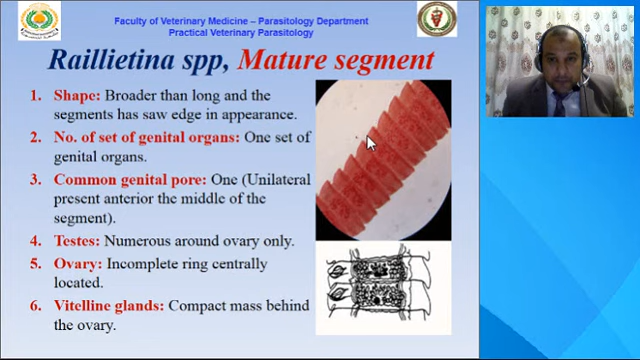 Faculty of Veterinary Medicine – Parasitology Department
Practical Veterinary Parasitology
Raillietina spp, Mature segment
1. Shape: Broader than long and the
segments has saw edge in appearance.
2. No. of set of genital organs: One set of
genital organs.
3. Common genital pore: One (Unilateral
present anterior the middle of the
segment).
4. Testes: Numerous around ovary only.
5. Ovary: Incomplete ring centrally
located.
6. Vitelline glands: Compact mass behind
the ovary.